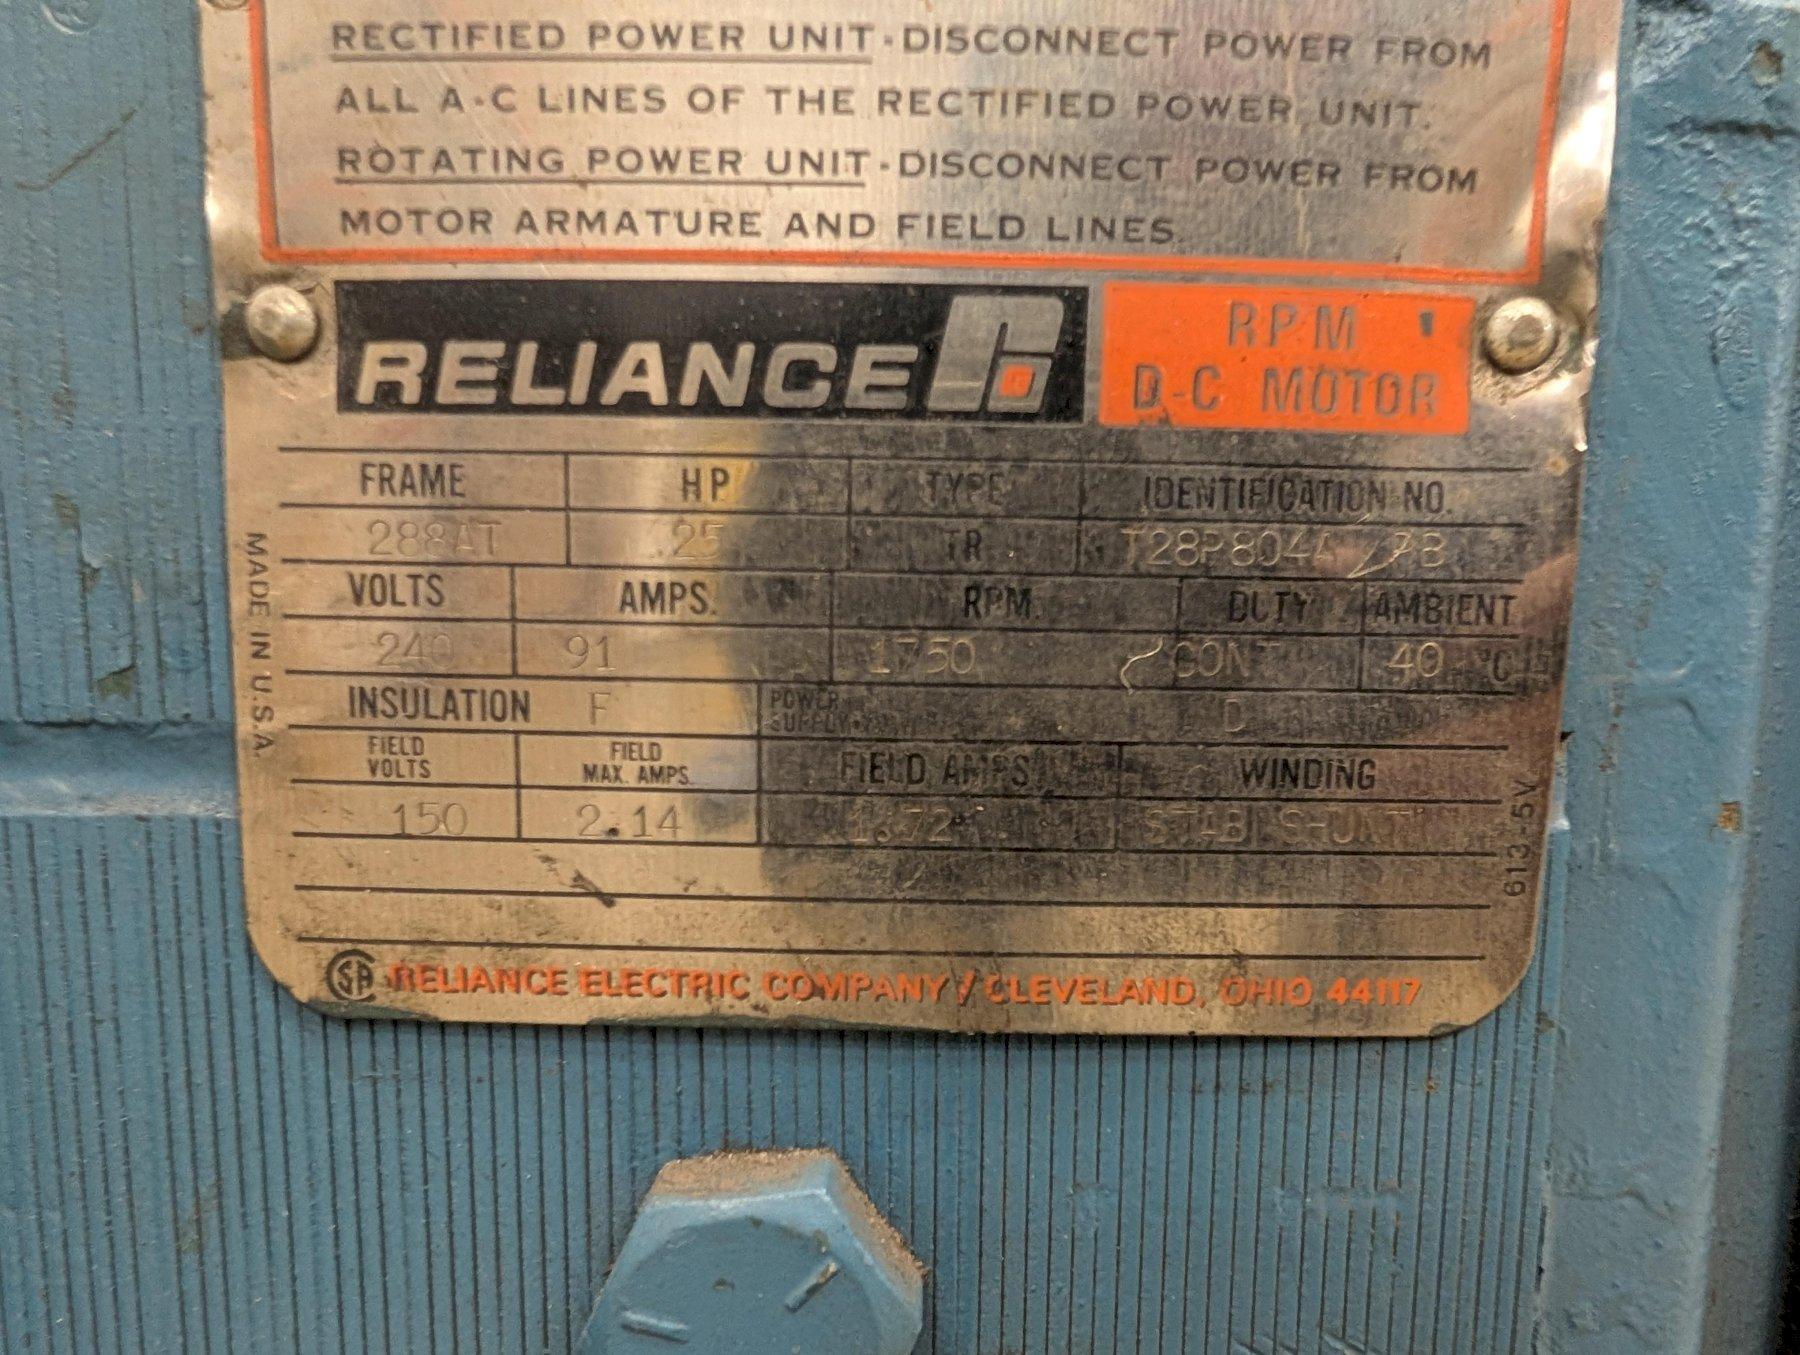 RECTIFIED POWER UNIT - DISCONNECT POWER FROM
ALL A-C LINES OF THE RECTIFIED POWER UNIT.
ROTATING POWER UNIT - DISCONNECT POWER FROM
MOTOR ARMATURE AND FIELD LINES.
RELIANCE
RPM
D-C MOTOR
FRAME HP TYPE IDENTIFICATION NO.
288AT 25 TR
VOLTS AMPS. RPM DUTY AMBIENT
240 91 1750 CONT 40 °C
INSULATION F POWER SUPPLY D
FIELD VOLTS FIELD MAX. AMPS. FIELD AMPS WINDING
150 2.14 1.72 STAB SHUNT
RELIANCE ELECTRIC COMPANY / CLEVELAND, OHIO 44117
MADE IN U.S.A.
613-5V